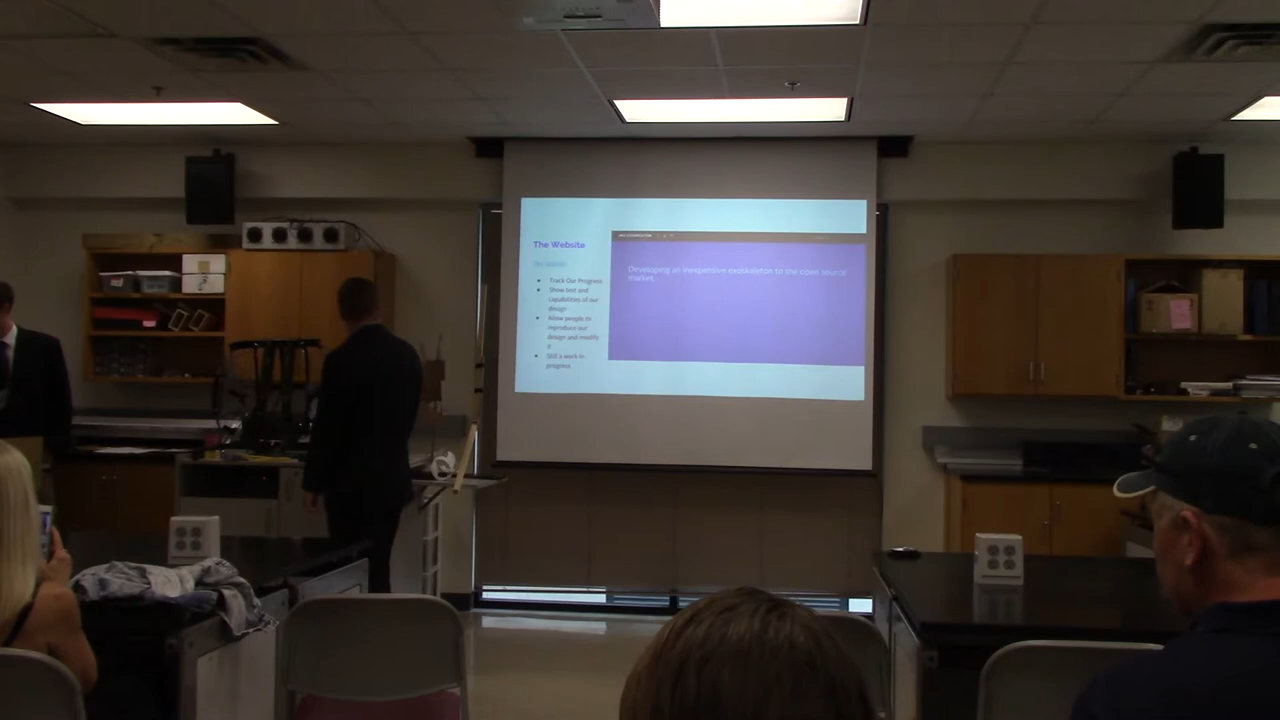 The Website
Track Our Progress
Show test and
capabilities of our
design
Allow people to
reproduce our
design and modify
it
Still a work in
progress
Developing an inexpensive exoskeleton to the open source
market.